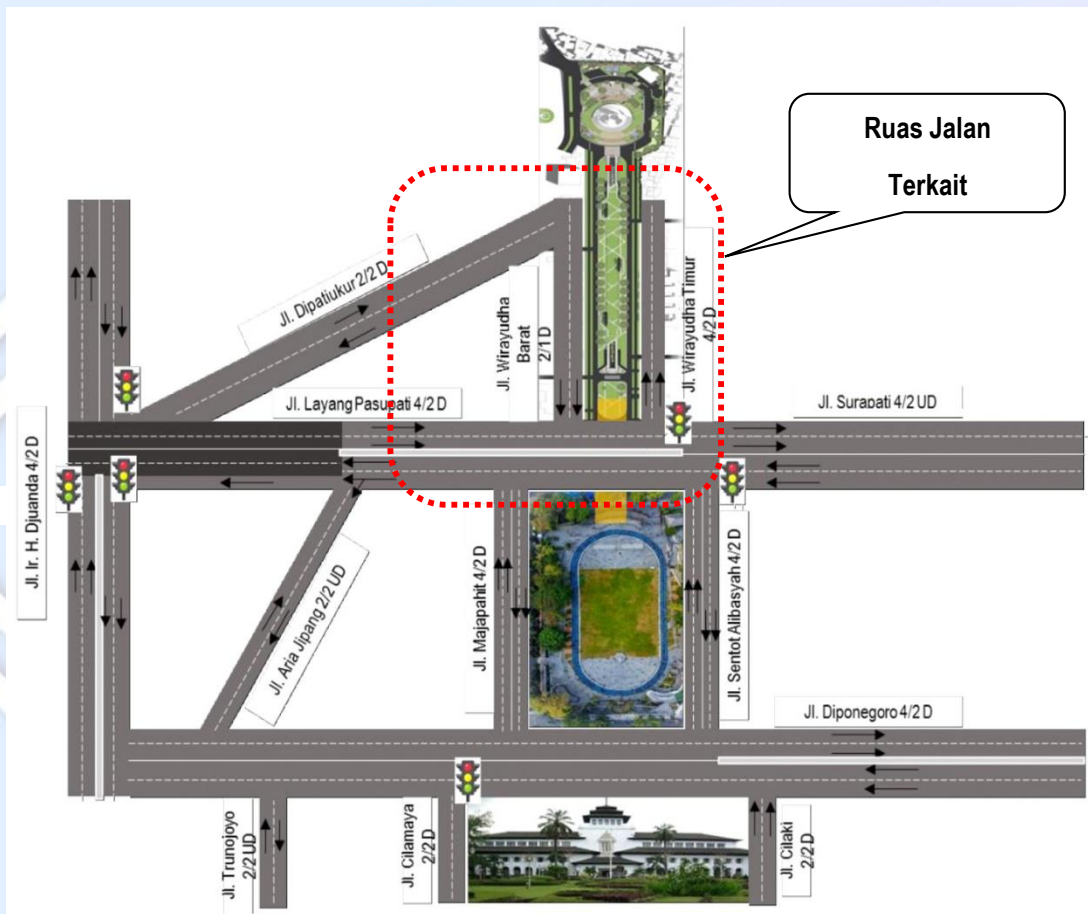 Ruas Jalan
Terkait
Jl. Dipatiukur 2/2 D
Jl. Wirayudha
Barat
2/1 D
Jl. Wirayudha Timur
4/2 D
Jl. Layang Pasupati 4/2 D
Jl. Surapati 4/2 UD
Jl. Ir. H. Djuanda 4/2 D
Jl. Aria Jipang 2/2 UD
Jl. Majapahit 4/2 D
Jl. Sentot Alibasyah 4/2 D
Jl. Diponegoro 4/2 D
Jl. Trunojoyo
2/2 UD
Jl. Cilamaya
2/2 D
Jl. Cilaki
2/2 D